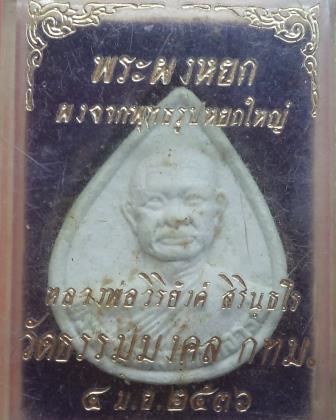 พระผงหยก
ผงจากพุทธรูปหยกใหญ่
หลวงพ่อวิริยังค์ สิรินฺธโร
วัดธรรมมงคล กทม.
๔ ม.ค. ๒๕๓๖